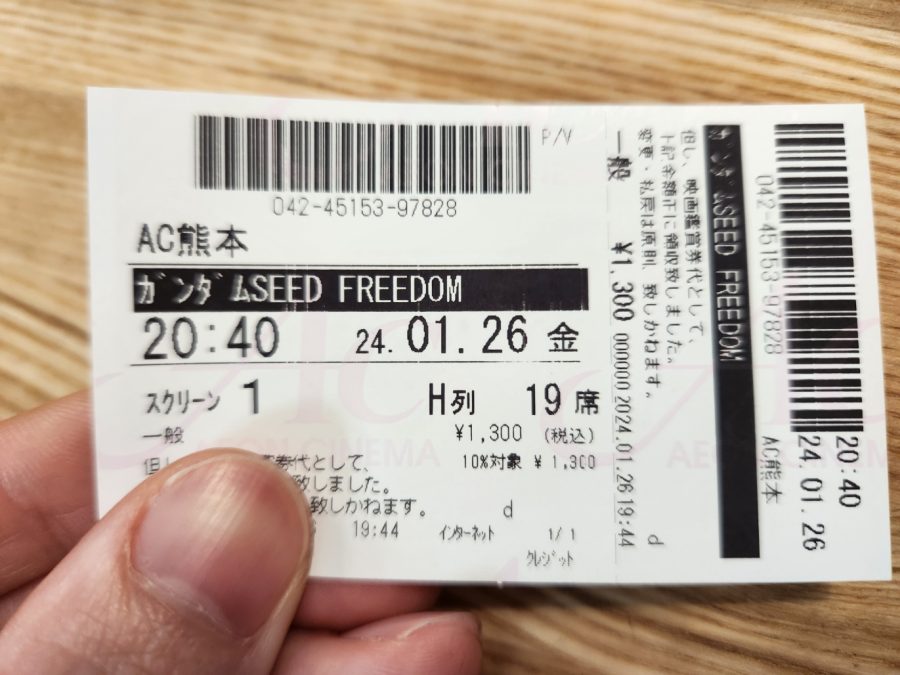 P/V
042-45153-97828
AC熊本
ガンダムSEED FREEDOM
20:40 24.01.26 金
スクリーン 1 H列 19席
一般 ¥1,300 (税込)
10%対象 ¥1,300
券代として、
致しました。
致しかねます。
d
19:44 インターネット 1/1
クレジット
AEON CINEMA
一般 ¥1,300 000000 2024.01.26 19:44
変更・払戻は原則、致しかねます。 d
上記金額正に領収致しました。
但し、映画鑑賞券代として、
ガンダムSEED FREEDOM
AC熊本
042-45153-97828
24.01.26
20:40